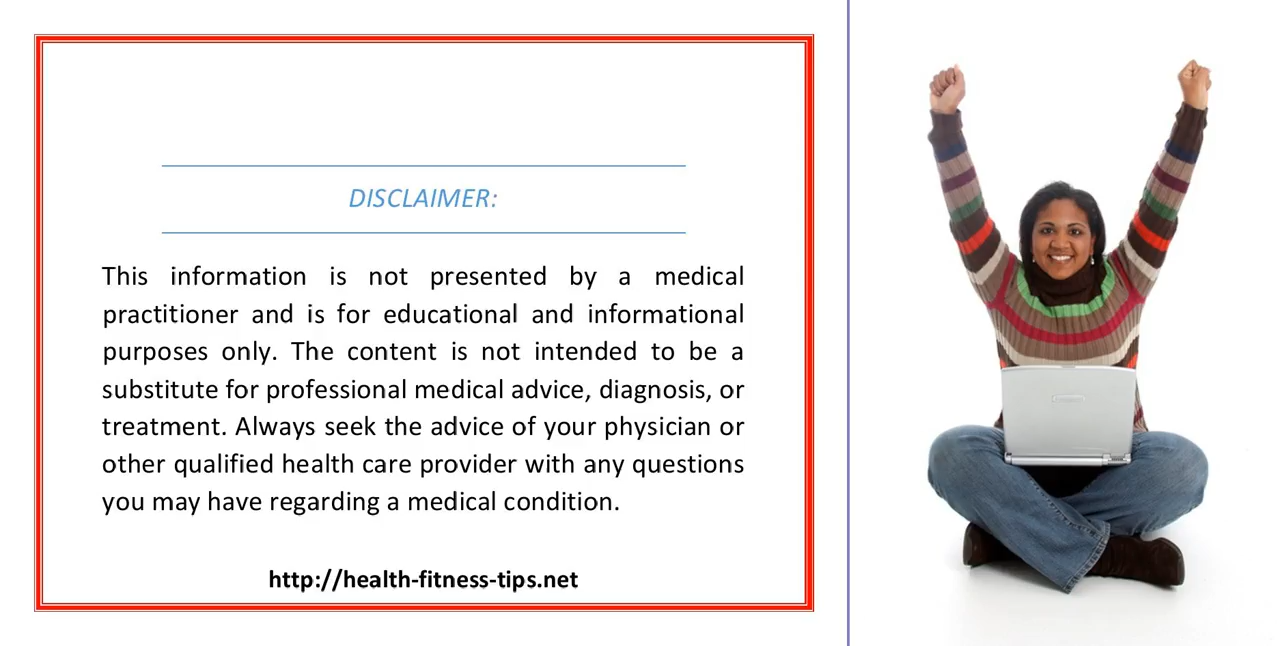 DISCLAIMER:
This information is not presented by a medical
practitioner and is for educational and informational
purposes only. The content is not intended to be a
substitute for professional medical advice, diagnosis, or
treatment. Always seek the advice of your physician or
other qualified health care provider with any questions
you may have regarding a medical condition.
http://health-fitness-tips.net